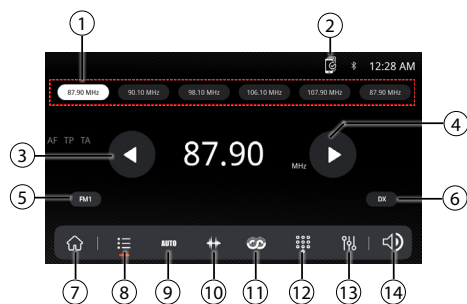 1
2
12:28 AM
87.90 MHz 90.10 MHz 98.10 MHz 106.10 MHz 107.90 MHz 87.90 MHz
AF TP TA
3
87.90 MHz
4
5
FM1
DX
6
AUTO
7 8 9 10 11 12 13 14